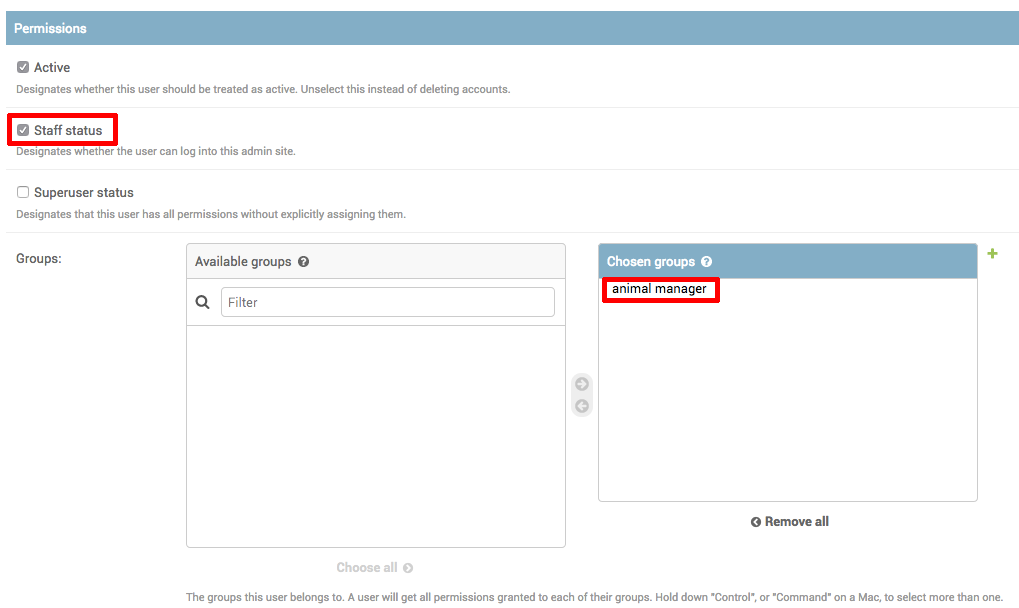 Permissions
Active
Designates whether this user should be treated as active. Unselect this instead of deleting accounts.
Staff status
Designates whether the user can log into this admin site.
Superuser status
Designates that this user has all permissions without explicitly assigning them.
Groups:
Available groups
Filter
Choose all
Chosen groups
animal manager
Remove all
The groups this user belongs to. A user will get all permissions granted to each of their groups. Hold down "Control", or "Command" on a Mac, to select more than one.